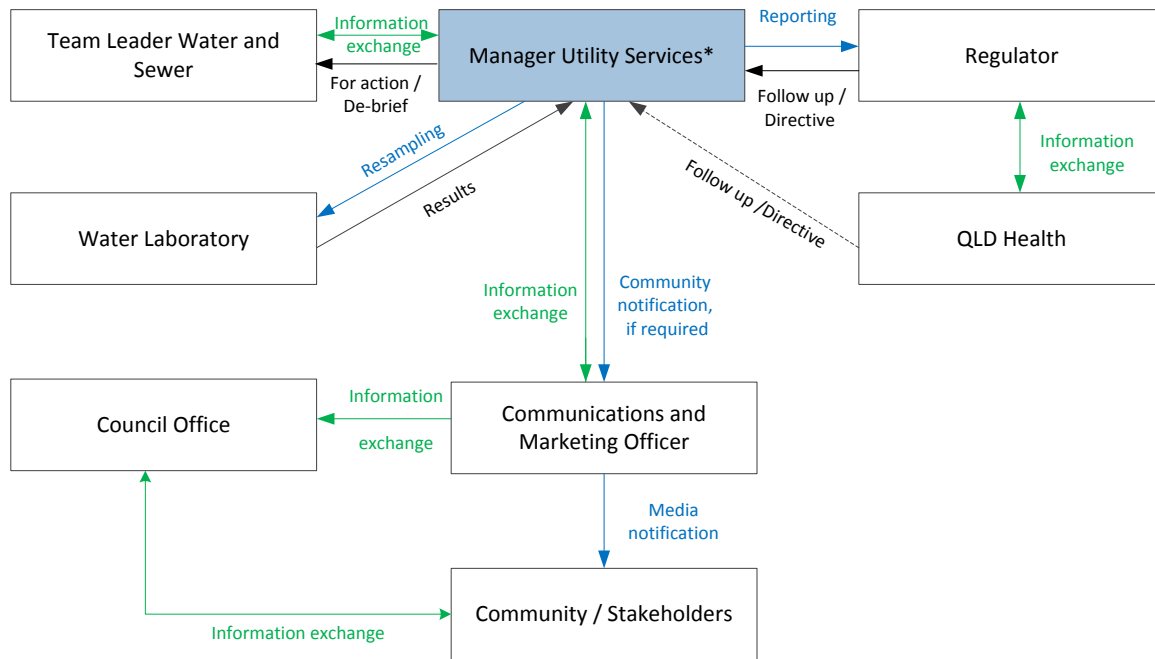 Team Leader Water and
Sewer
Information
exchange
For action /
De-brief
Manager Utility Services*
Reporting
Follow up /
Directive
Regulator
Resampling
Results
Follow up /Directive
Information
exchange
Water Laboratory
QLD Health
Information
exchange
Community
notification,
if required
Council Office
Information
exchange
Communications and
Marketing Officer
Media
notification
Community / Stakeholders
Information exchange